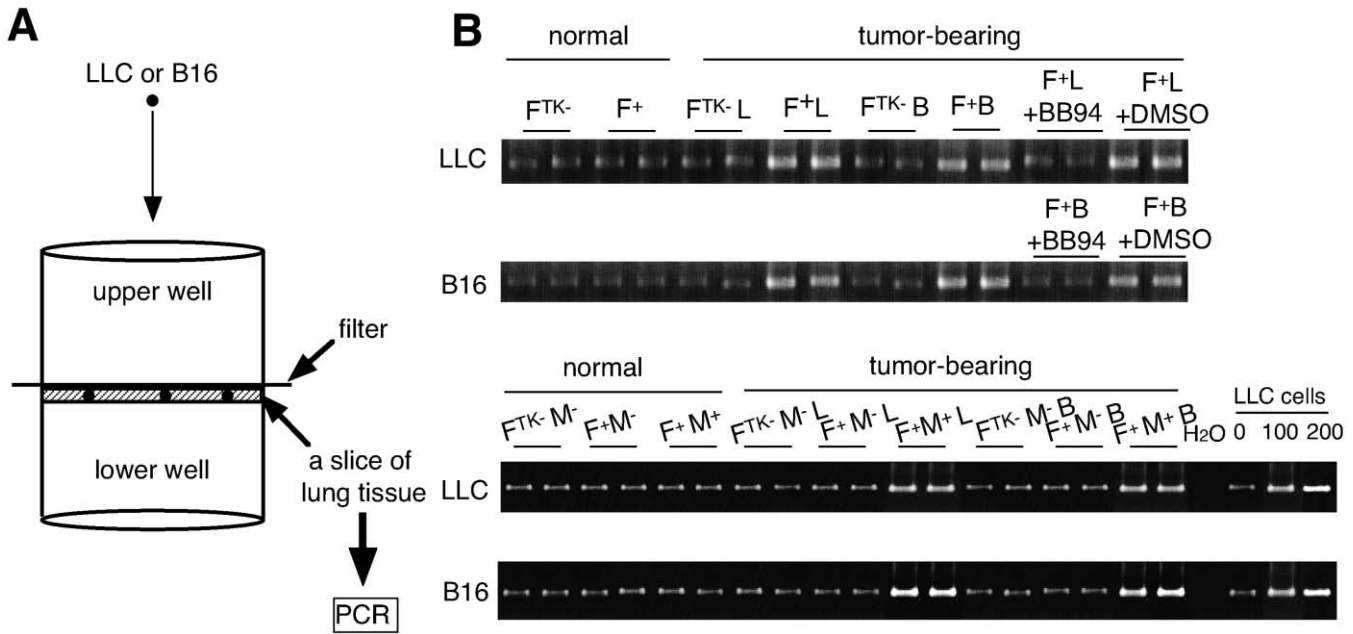 A
LLC or B16
upper well
filter
lower well
a slice of
lung tissue
PCR
B
normal
tumor-bearing
FTK-
F+
FTK- L
F+L
FTK- B
F+B
F+L
+BB94
F+L
+DMSO
LLC
F+B
+BB94
F+B
+DMSO
B16
normal
tumor-bearing
FTK- M-
F+M-
F+ M+
FTK- M- L
F+ M- L
F+M+ L
FTK- M- B
F+ M- B
F+ M+ B
H2O
LLC cells
0 100 200
LLC
B16